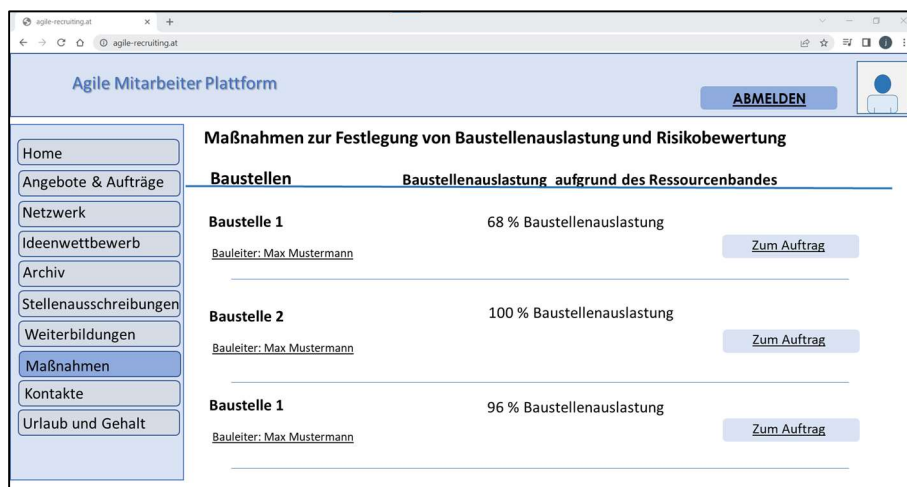 agile-recruiting.at
agile-recruiting.at
Agile Mitarbeiter Plattform
ABMELDEN
Home
Angebote & Aufträge
Netzwerk
Ideenwettbewerb
Archiv
Stellenausschreibungen
Weiterbildungen
Maßnahmen
Kontakte
Urlaub und Gehalt
Maßnahmen zur Festlegung von Baustellenauslastung und Risikobewertung
Baustellen Baustellenauslastung aufgrund des Ressourcenbandes
Baustelle 1 68 % Baustellenauslastung
Bauleiter: Max Mustermann Zum Auftrag
Baustelle 2 100 % Baustellenauslastung
Bauleiter: Max Mustermann Zum Auftrag
Baustelle 1 96 % Baustellenauslastung
Bauleiter: Max Mustermann Zum Auftrag